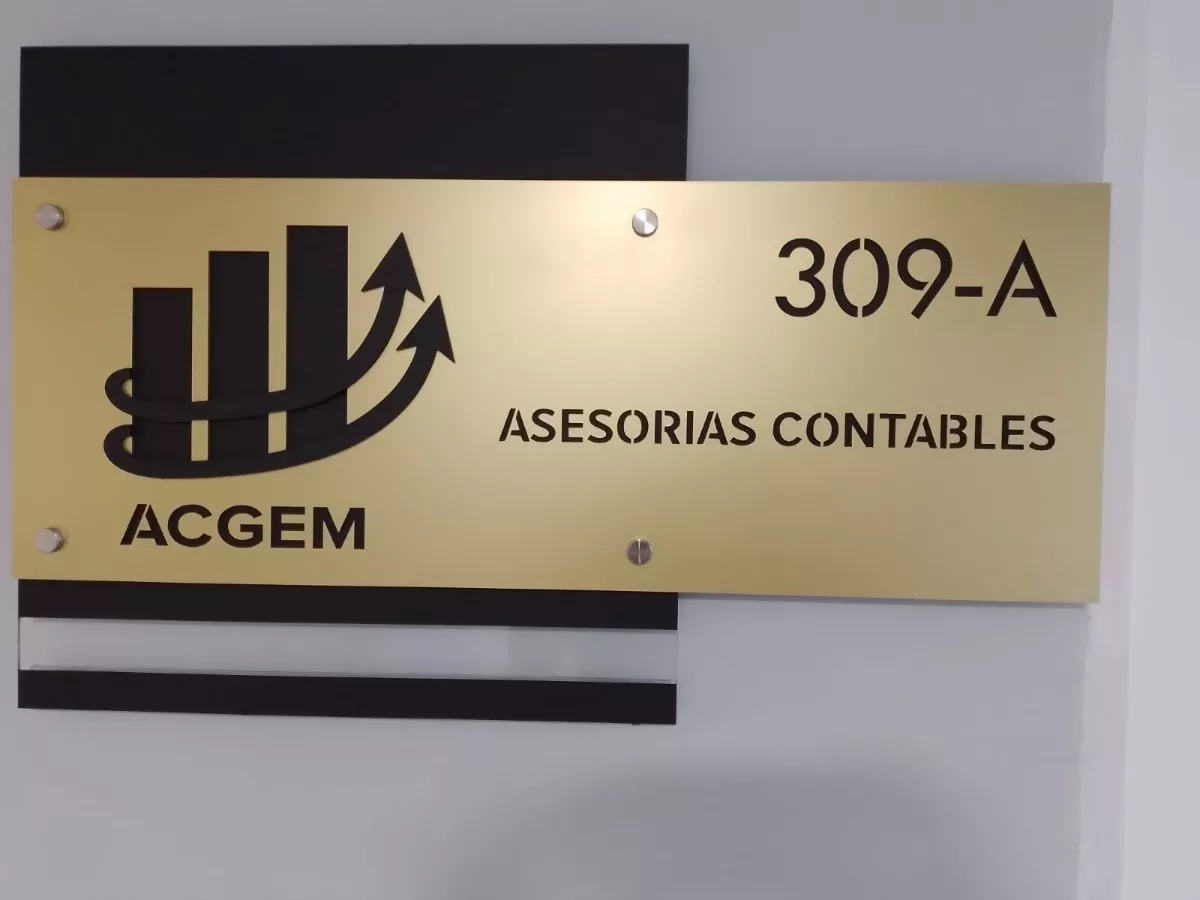 309-A
ASESORIAS CONTABLES
ACGEM